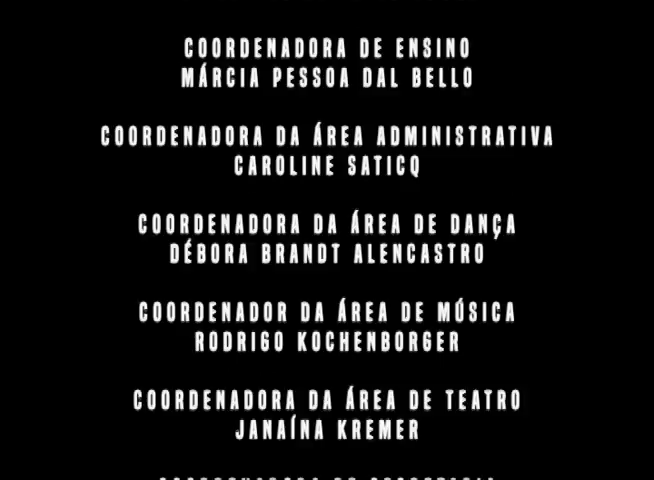 COORDENADORA DE ENSINO
MÁRCIA PESSOA DAL BELLO
COORDENADORA DA ÁREA ADMINISTRATIVA
CAROLINE SATICQ
COORDENADORA DA ÁREA DE DANÇA
DÉBORA BRANDT ALENCASTRO
COORDENADOR DA ÁREA DE MÚSICA
RODRIGO KOCHENBORGER
COORDENADORA DA ÁREA DE TEATRO
JANAÍNA KREMER